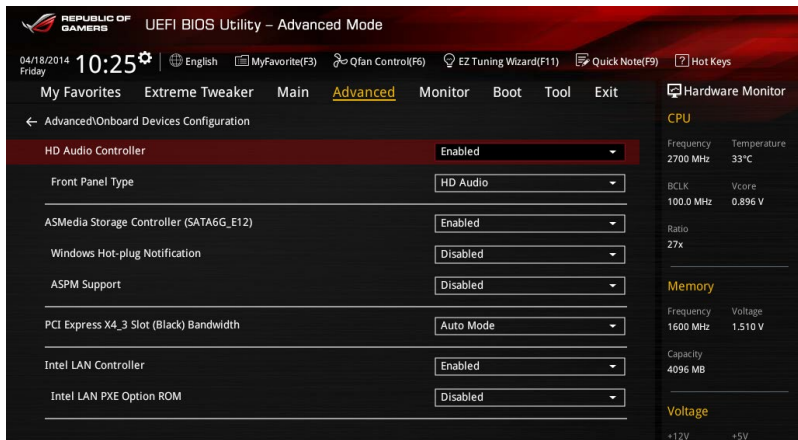 REPUBLIC OF
GAMERS
UEFI BIOS Utility – Advanced Mode
04/18/2014
Friday
10:25
English
MyFavorite(F3)
Qfan Control(F6)
EZ Tuning Wizard(F11)
Quick Note(F9)
? Hot Keys
My Favorites
Extreme Tweaker
Main
Advanced
Monitor
Boot
Tool
Exit
Hardware Monitor
← Advanced\Onboard Devices Configuration
HD Audio Controller
Enabled
Front Panel Type
HD Audio
ASMedia Storage Controller (SATA6G_E12)
Enabled
Windows Hot-plug Notification
Disabled
ASPM Support
Disabled
PCI Express X4_3 Slot (Black) Bandwidth
Auto Mode
Intel LAN Controller
Enabled
Intel LAN PXE Option ROM
Disabled
CPU
Frequency Temperature
2700 MHz 33°C
BCLK Vcore
100.0 MHz 0.896 V
Ratio
27x
Memory
Frequency Voltage
1600 MHz 1.510 V
Capacity
4096 MB
Voltage
+12V +5V